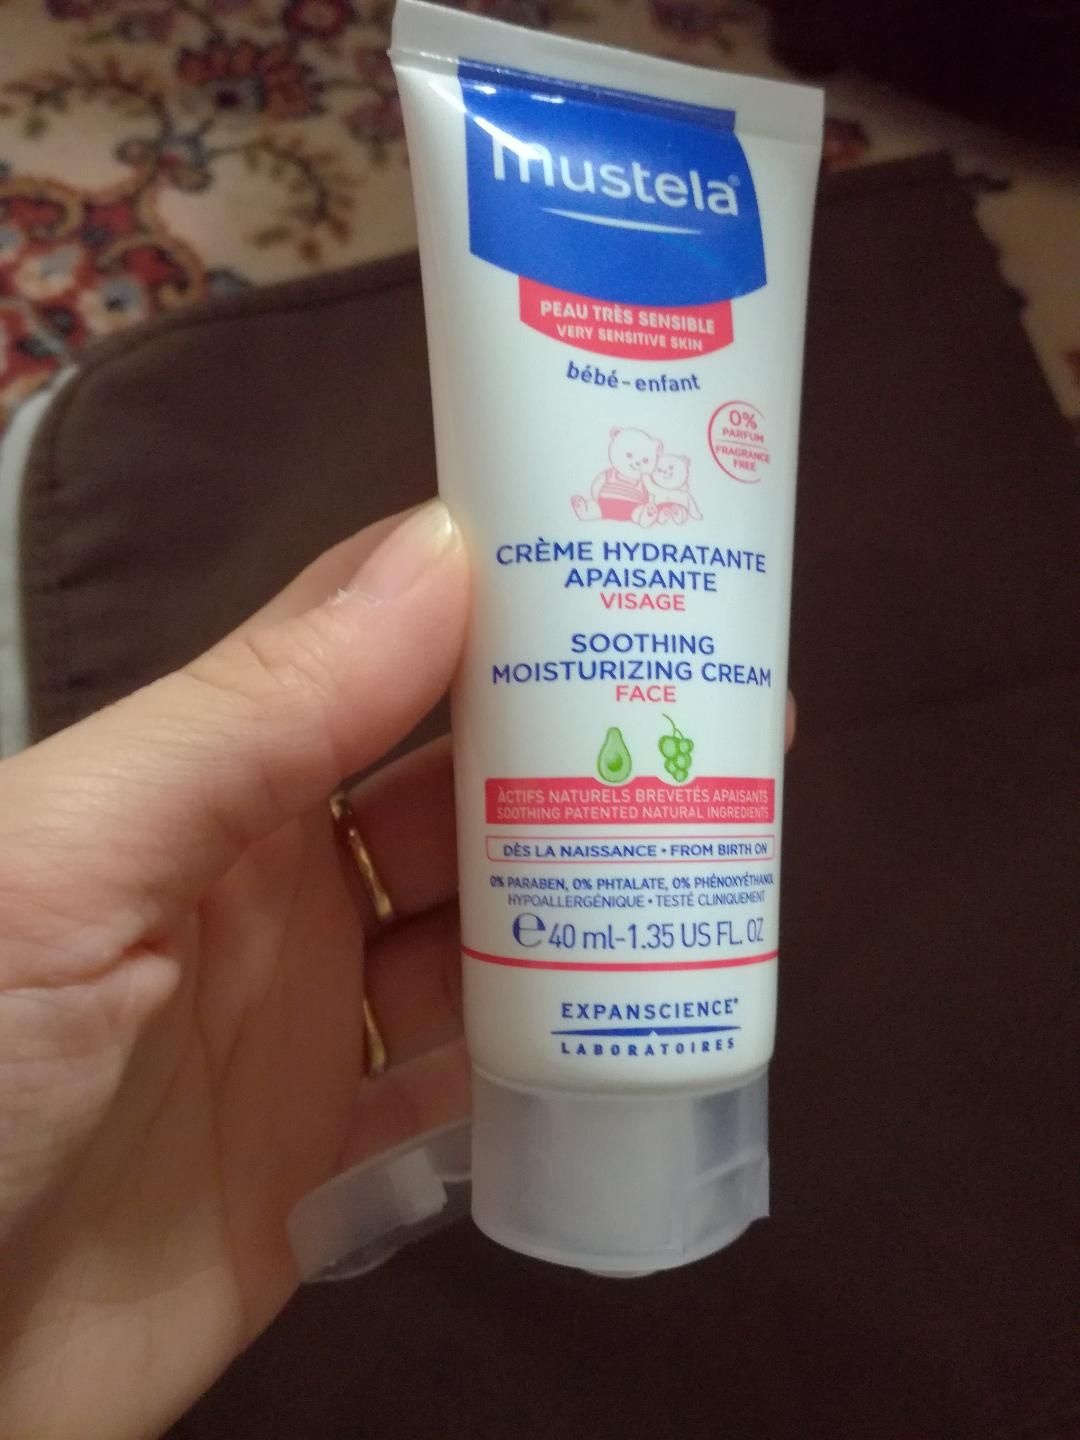 mustela®
PEAU TRÈS SENSIBLE
VERY SENSITIVE SKIN
bébé-enfant
0%
PARFUM
FRAGRANCE
FREE
CRÈME HYDRATANTE
APAISANTE
VISAGE
SOOTHING
MOISTURIZING CREAM
FACE
ACTIFS NATURELS BREVETÉS APAISANTS
SOOTHING PATENTED NATURAL INGREDIENTS
DÈS LA NAISSANCE • FROM BIRTH ON
0% PARABEN, 0% PHTALATE, 0% PHÉNOXYÉTHANOL
HYPOALLERGÉNIQUE • TESTÉ CLINIQUEMENT
e 40 ml-1.35 US FL. OZ
EXPANSCIENCE®
LABORATOIRES